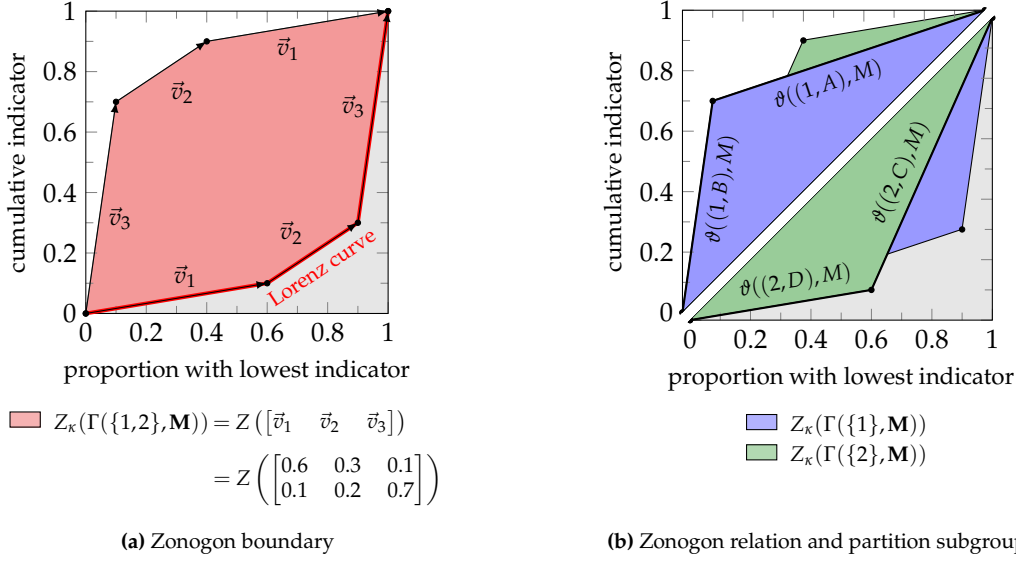 1
0.8
0.6
0.4
0.2
0
0 0.2 0.4 0.6 0.8 1
cumulative indicator
proportion with lowest indicator
v⃗₁
v⃗₂
v⃗₃
v⃗₃
v⃗₂
v⃗₁
Lorenz curve
Z_κ(Γ({1,2}, M)) = Z([v⃗₁ v⃗₂ v⃗₃])
= Z([0.6 0.3 0.1
0.1 0.2 0.7])
(a) Zonogon boundary
1
0.8
0.6
0.4
0.2
0
0 0.2 0.4 0.6 0.8 1
cumulative indicator
proportion with lowest indicator
ϑ((1, A), M)
ϑ((1, B), M)
ϑ((2, C), M)
ϑ((2, D), M)
Z_κ(Γ({1}, M))
Z_κ(Γ({2}, M))
(b) Zonogon relation and partition subgroup